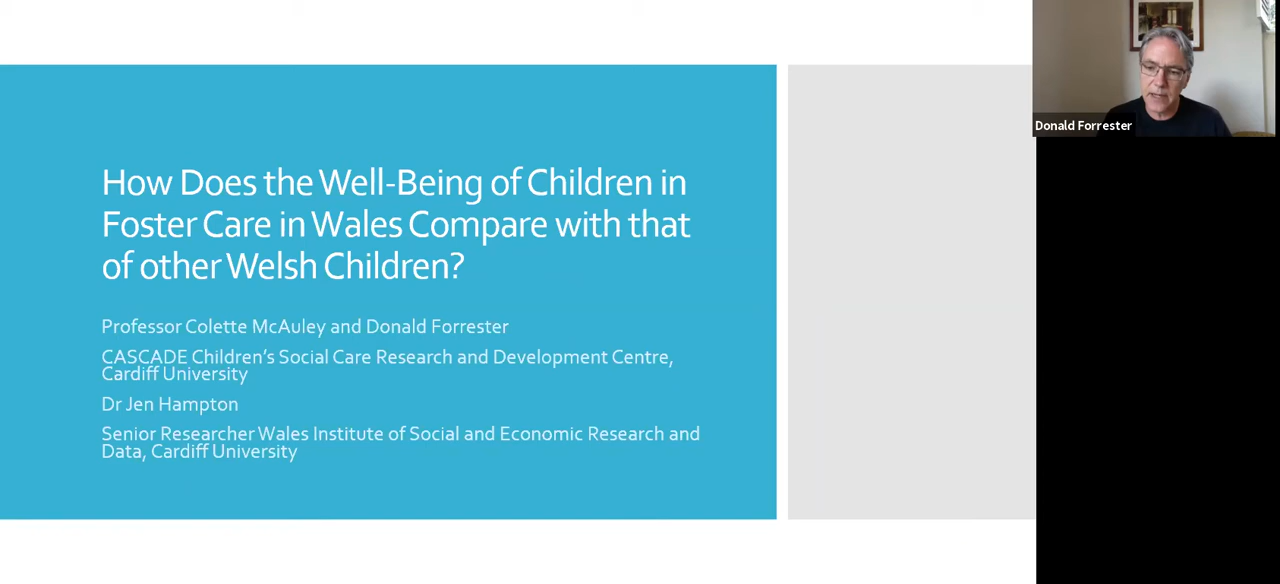 How Does the Well-Being of Children in
Foster Care in Wales Compare with that
of other Welsh Children?
Professor Colette McAuley and Donald Forrester
CASCADE Children's Social Care Research and Development Centre,
Cardiff University
Dr Jen Hampton
Senior Researcher Wales Institute of Social and Economic Research and
Data, Cardiff University
Donald Forrester